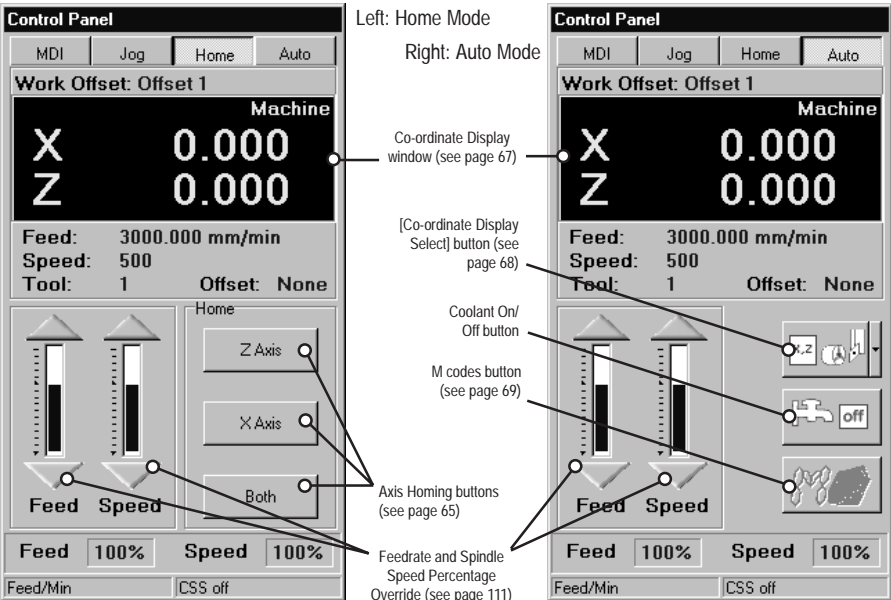 Control Panel
MDI Jog Home Auto
Work Offset: Offset 1
Machine
X 0.000
Z 0.000
Feed: 3000.000 mm/min
Speed: 500
Tool: 1 Offset: None
Home
Z Axis
X Axis
Both
Feed Speed
Feed 100% Speed 100%
Feed/Min CSS off
Left: Home Mode
Right: Auto Mode
Co-ordinate Display
window (see page 67)
[Co-ordinate Display
Select] button (see
page 68)
Coolant On/
Off button
M codes button
(see page 69)
Axis Homing buttons
(see page 65)
Feedrate and Spindle
Speed Percentage
Override (see page 111)
Control Panel
MDI Jog Home Auto
Work Offset: Offset 1
Machine
X 0.000
Z 0.000
Feed: 3000.000 mm/min
Speed: 500
Tool: 1 Offset: None
X,Z
off
Feed Speed
Feed 100% Speed 100%
Feed/Min CSS off